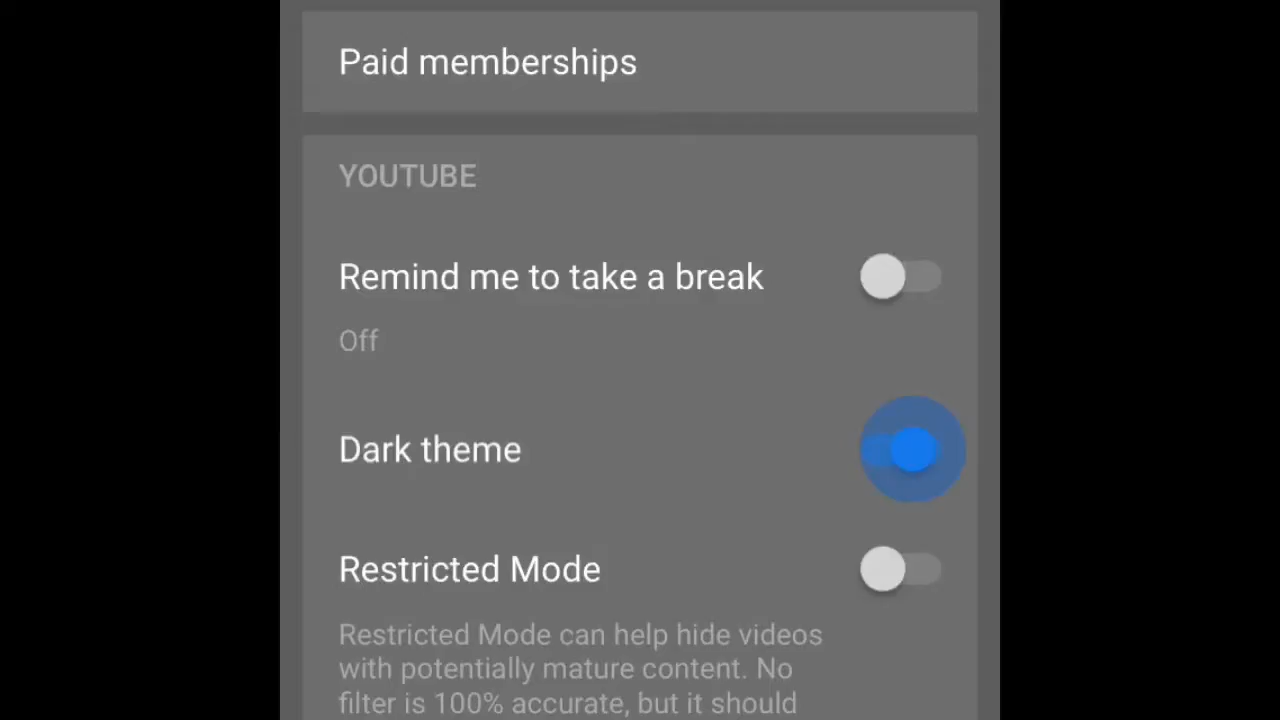 Paid memberships
YOUTUBE
Remind me to take a break
Off
Dark theme
Restricted Mode
Restricted Mode can help hide videos
with potentially mature content. No
filter is 100% accurate, but it should